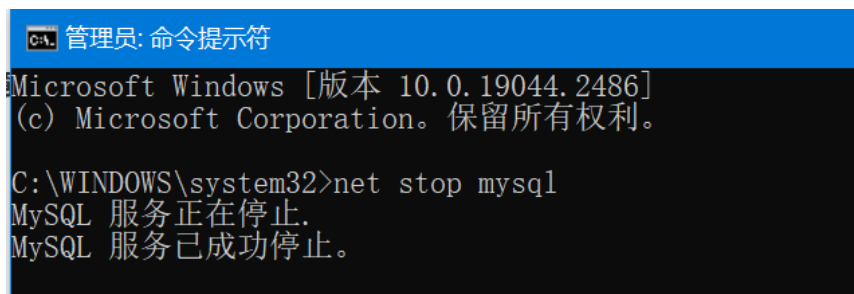 管理员: 命令提示符
Microsoft Windows [版本 10.0.19044.2486]
(c) Microsoft Corporation。保留所有权利。
C:\WINDOWS\system32>net stop mysql
MySQL 服务正在停止.
MySQL 服务已成功停止。